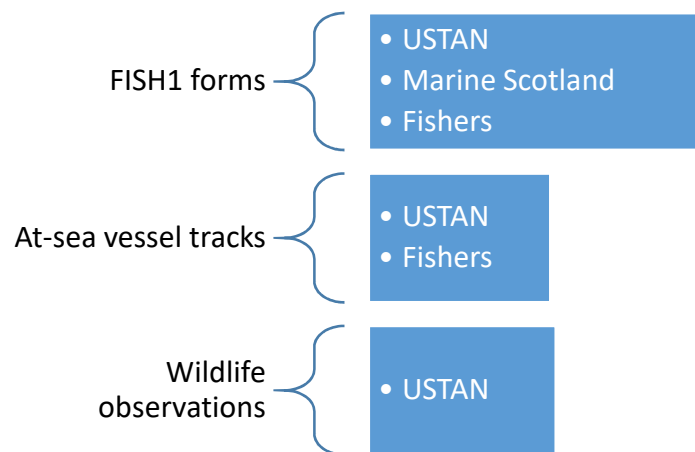 FISH1 forms
• USTAN
• Marine Scotland
• Fishers
At-sea vessel tracks
• USTAN
• Fishers
Wildlife
observations
• USTAN